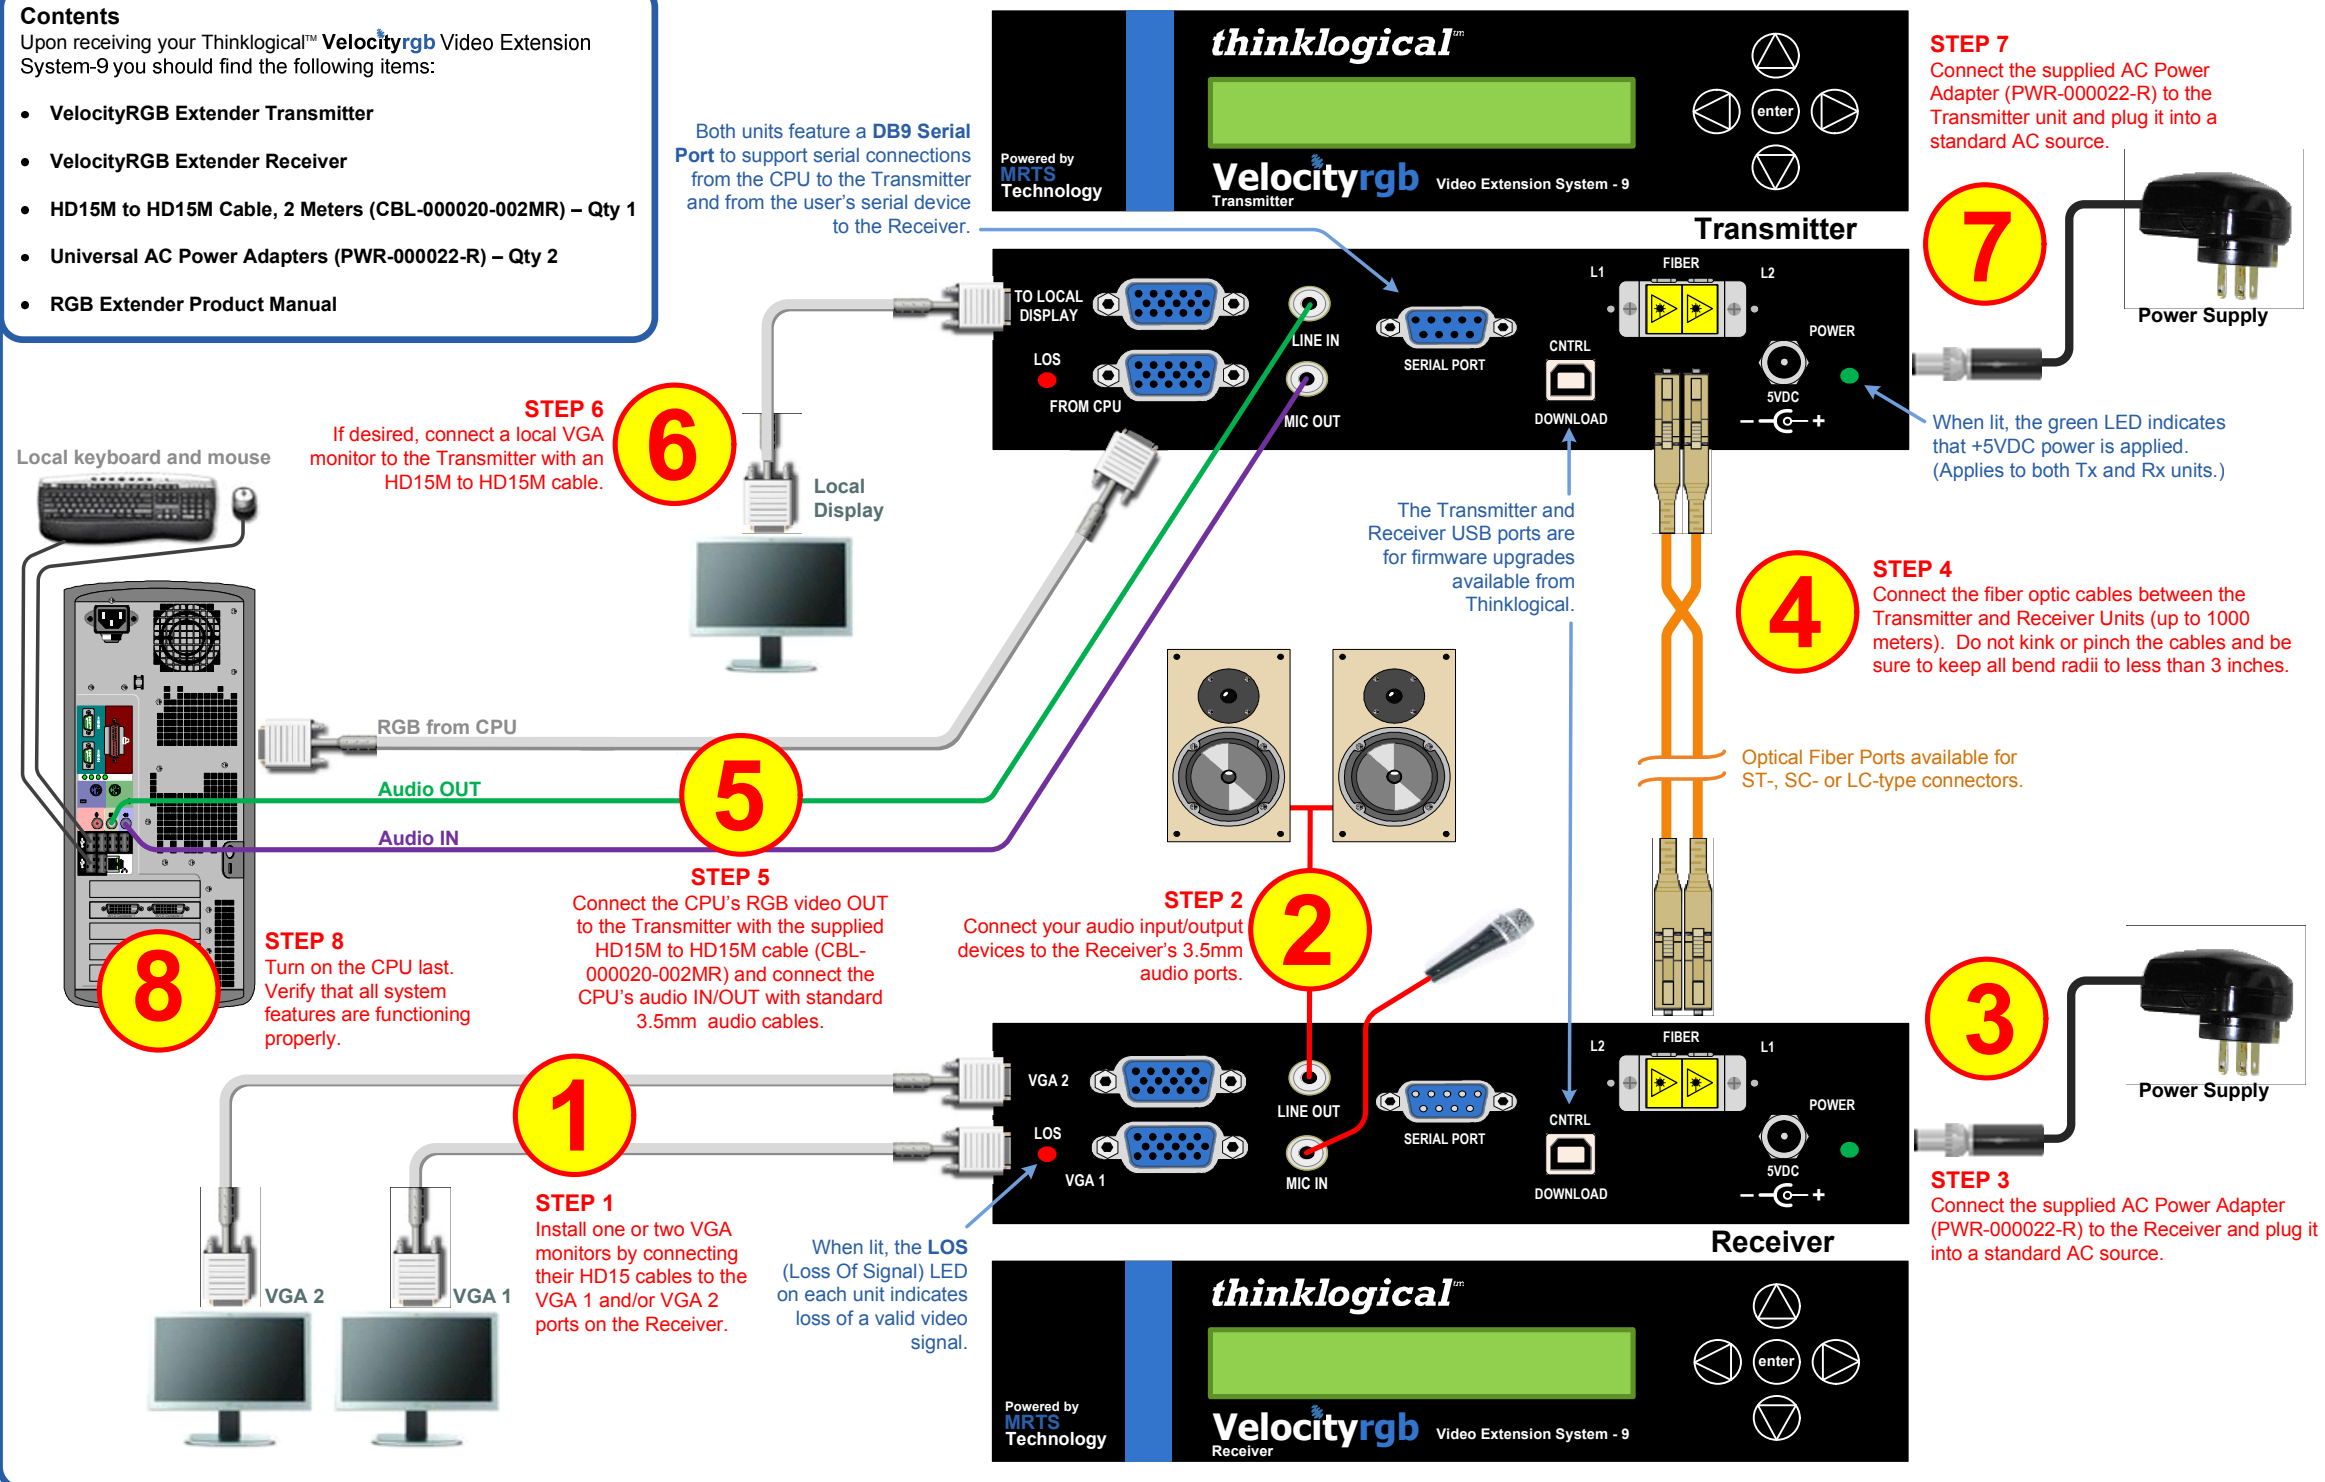 Contents
Upon receiving your Thinklogical™ Velocityrgb Video Extension
System-9 you should find the following items:
• VelocityRGB Extender Transmitter
• VelocityRGB Extender Receiver
• HD15M to HD15M Cable, 2 Meters (CBL-000020-002MR) – Qty 1
• Universal AC Power Adapters (PWR-000022-R) – Qty 2
• RGB Extender Product Manual
thinklogical™
enter
Powered by
MRTS
Technology
Velocityrgb Video Extension System - 9
Transmitter
STEP 7
Connect the supplied AC Power
Adapter (PWR-000022-R) to the
Transmitter unit and plug it into a
standard AC source.
7
Power Supply
Both units feature a DB9 Serial
Port to support serial connections
from the CPU to the Transmitter
and from the user's serial device
to the Receiver.
Transmitter
TO LOCAL
DISPLAY
LOS
FROM CPU
LINE IN
MIC OUT
SERIAL PORT
CNTRL
DOWNLOAD
L1
FIBER
L2
POWER
5VDC
– +
When lit, the green LED indicates
that +5VDC power is applied.
(Applies to both Tx and Rx units.)
STEP 6
If desired, connect a local VGA
monitor to the Transmitter with an
HD15M to HD15M cable.
6
Local
Display
Local keyboard and mouse
The Transmitter and
Receiver USB ports are
for firmware upgrades
available from
Thinklogical.
4
STEP 4
Connect the fiber optic cables between the
Transmitter and Receiver Units (up to 1000
meters). Do not kink or pinch the cables and be
sure to keep all bend radii to less than 3 inches.
Optical Fiber Ports available for
ST-, SC- or LC-type connectors.
RGB from CPU
Audio OUT
Audio IN
5
STEP 5
Connect the CPU's RGB video OUT
to the Transmitter with the supplied
HD15M to HD15M cable (CBL-
000020-002MR) and connect the
CPU's audio IN/OUT with standard
3.5mm audio cables.
STEP 2
Connect your audio input/output
devices to the Receiver's 3.5mm
audio ports.
2
8
STEP 8
Turn on the CPU last.
Verify that all system
features are functioning
properly.
3
Power Supply
STEP 3
Connect the supplied AC Power Adapter
(PWR-000022-R) to the Receiver and plug it
into a standard AC source.
1
STEP 1
Install one or two VGA
monitors by connecting
their HD15 cables to the
VGA 1 and/or VGA 2
ports on the Receiver.
VGA 2
VGA 1
When lit, the LOS
(Loss Of Signal) LED
on each unit indicates
loss of a valid video
signal.
VGA 2
LOS
VGA 1
LINE OUT
MIC IN
SERIAL PORT
CNTRL
DOWNLOAD
L2
FIBER
L1
POWER
5VDC
– +
Receiver
thinklogical™
enter
Powered by
MRTS
Technology
Velocityrgb Video Extension System - 9
Receiver